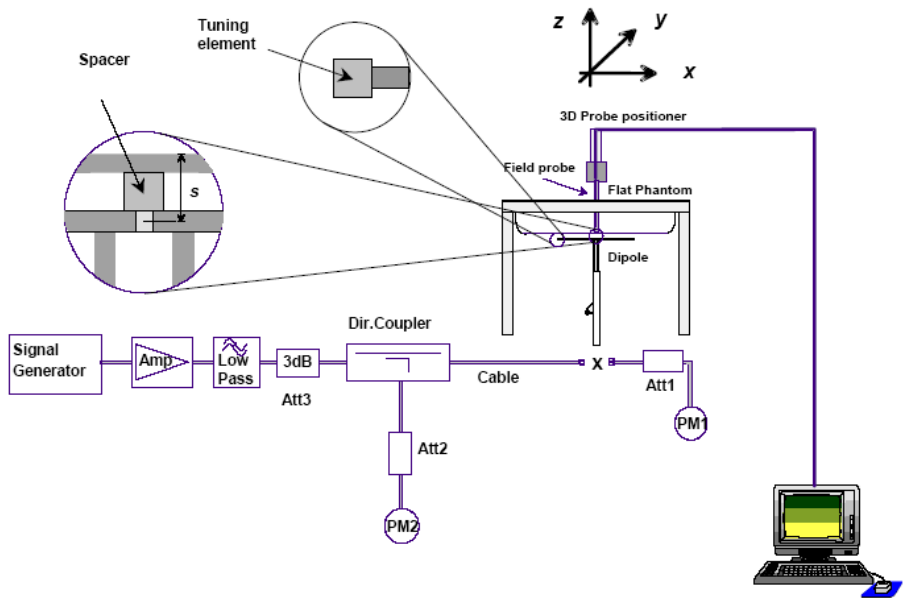 Tuning
element
Spacer
s
z
y
x
3D Probe positioner
Field probe
Flat Phantom
Dipole
Dir.Coupler
Signal
Generator
Amp
Low
Pass
3dB
Att3
Cable
x
Att1
PM1
Att2
PM2